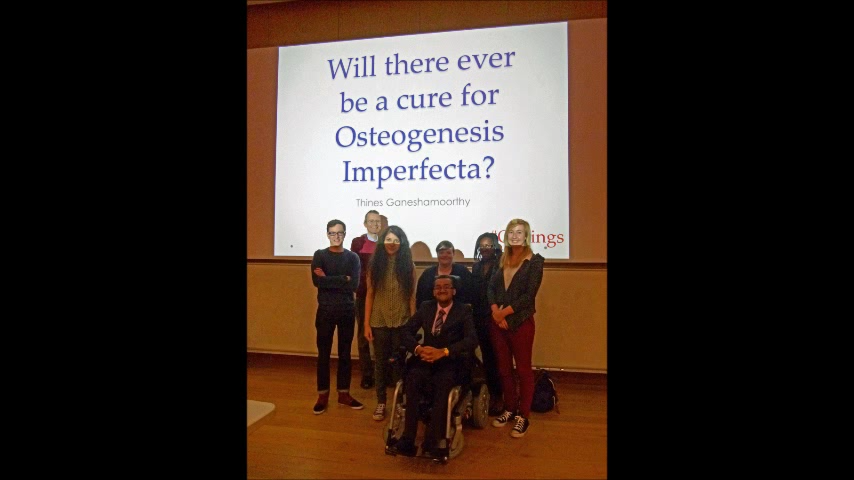 Will there ever
be a cure for
Osteogenesis
Imperfecta?
Thines Ganeshamoorthy